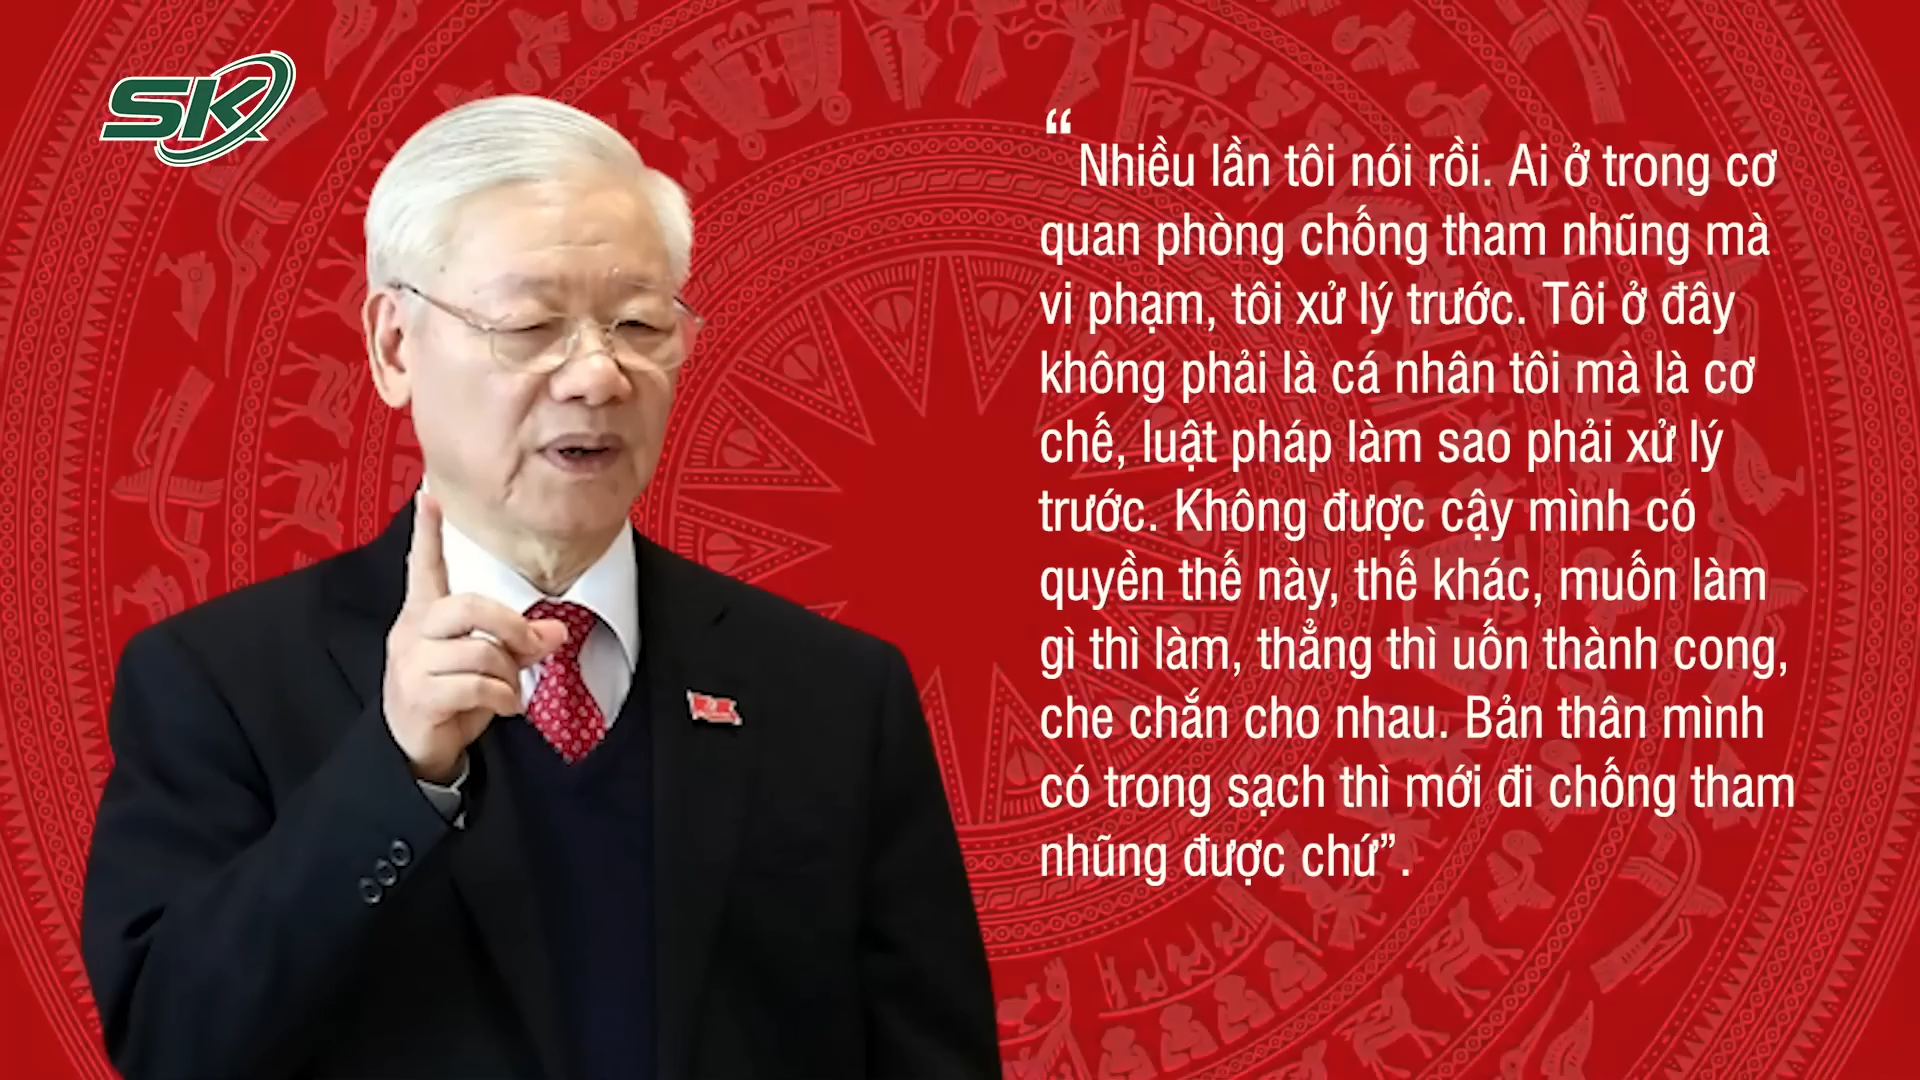 SK
“
Nhiều lần tôi nói rồi. Ai ở trong cơ
quan phòng chống tham nhũng mà
vi phạm, tôi xử lý trước. Tôi ở đây
không phải là cá nhân tôi mà là cơ
chế, luật pháp làm sao phải xử lý
trước. Không được cậy mình có
quyền thế này, thế khác, muốn làm
gì thì làm, thẳng thì uốn thành cong,
che chắn cho nhau. Bản thân mình
có trong sạch thì mới đi chống tham
nhũng được chứ”.